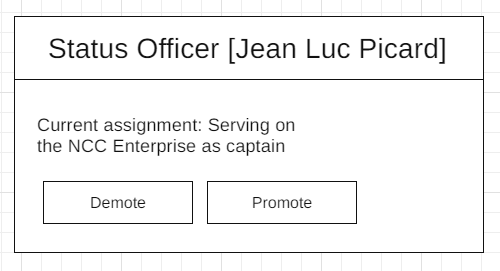 Status Officer [Jean Luc Picard]
Current assignment: Serving on
the NCC Enterprise as captain
Demote Promote